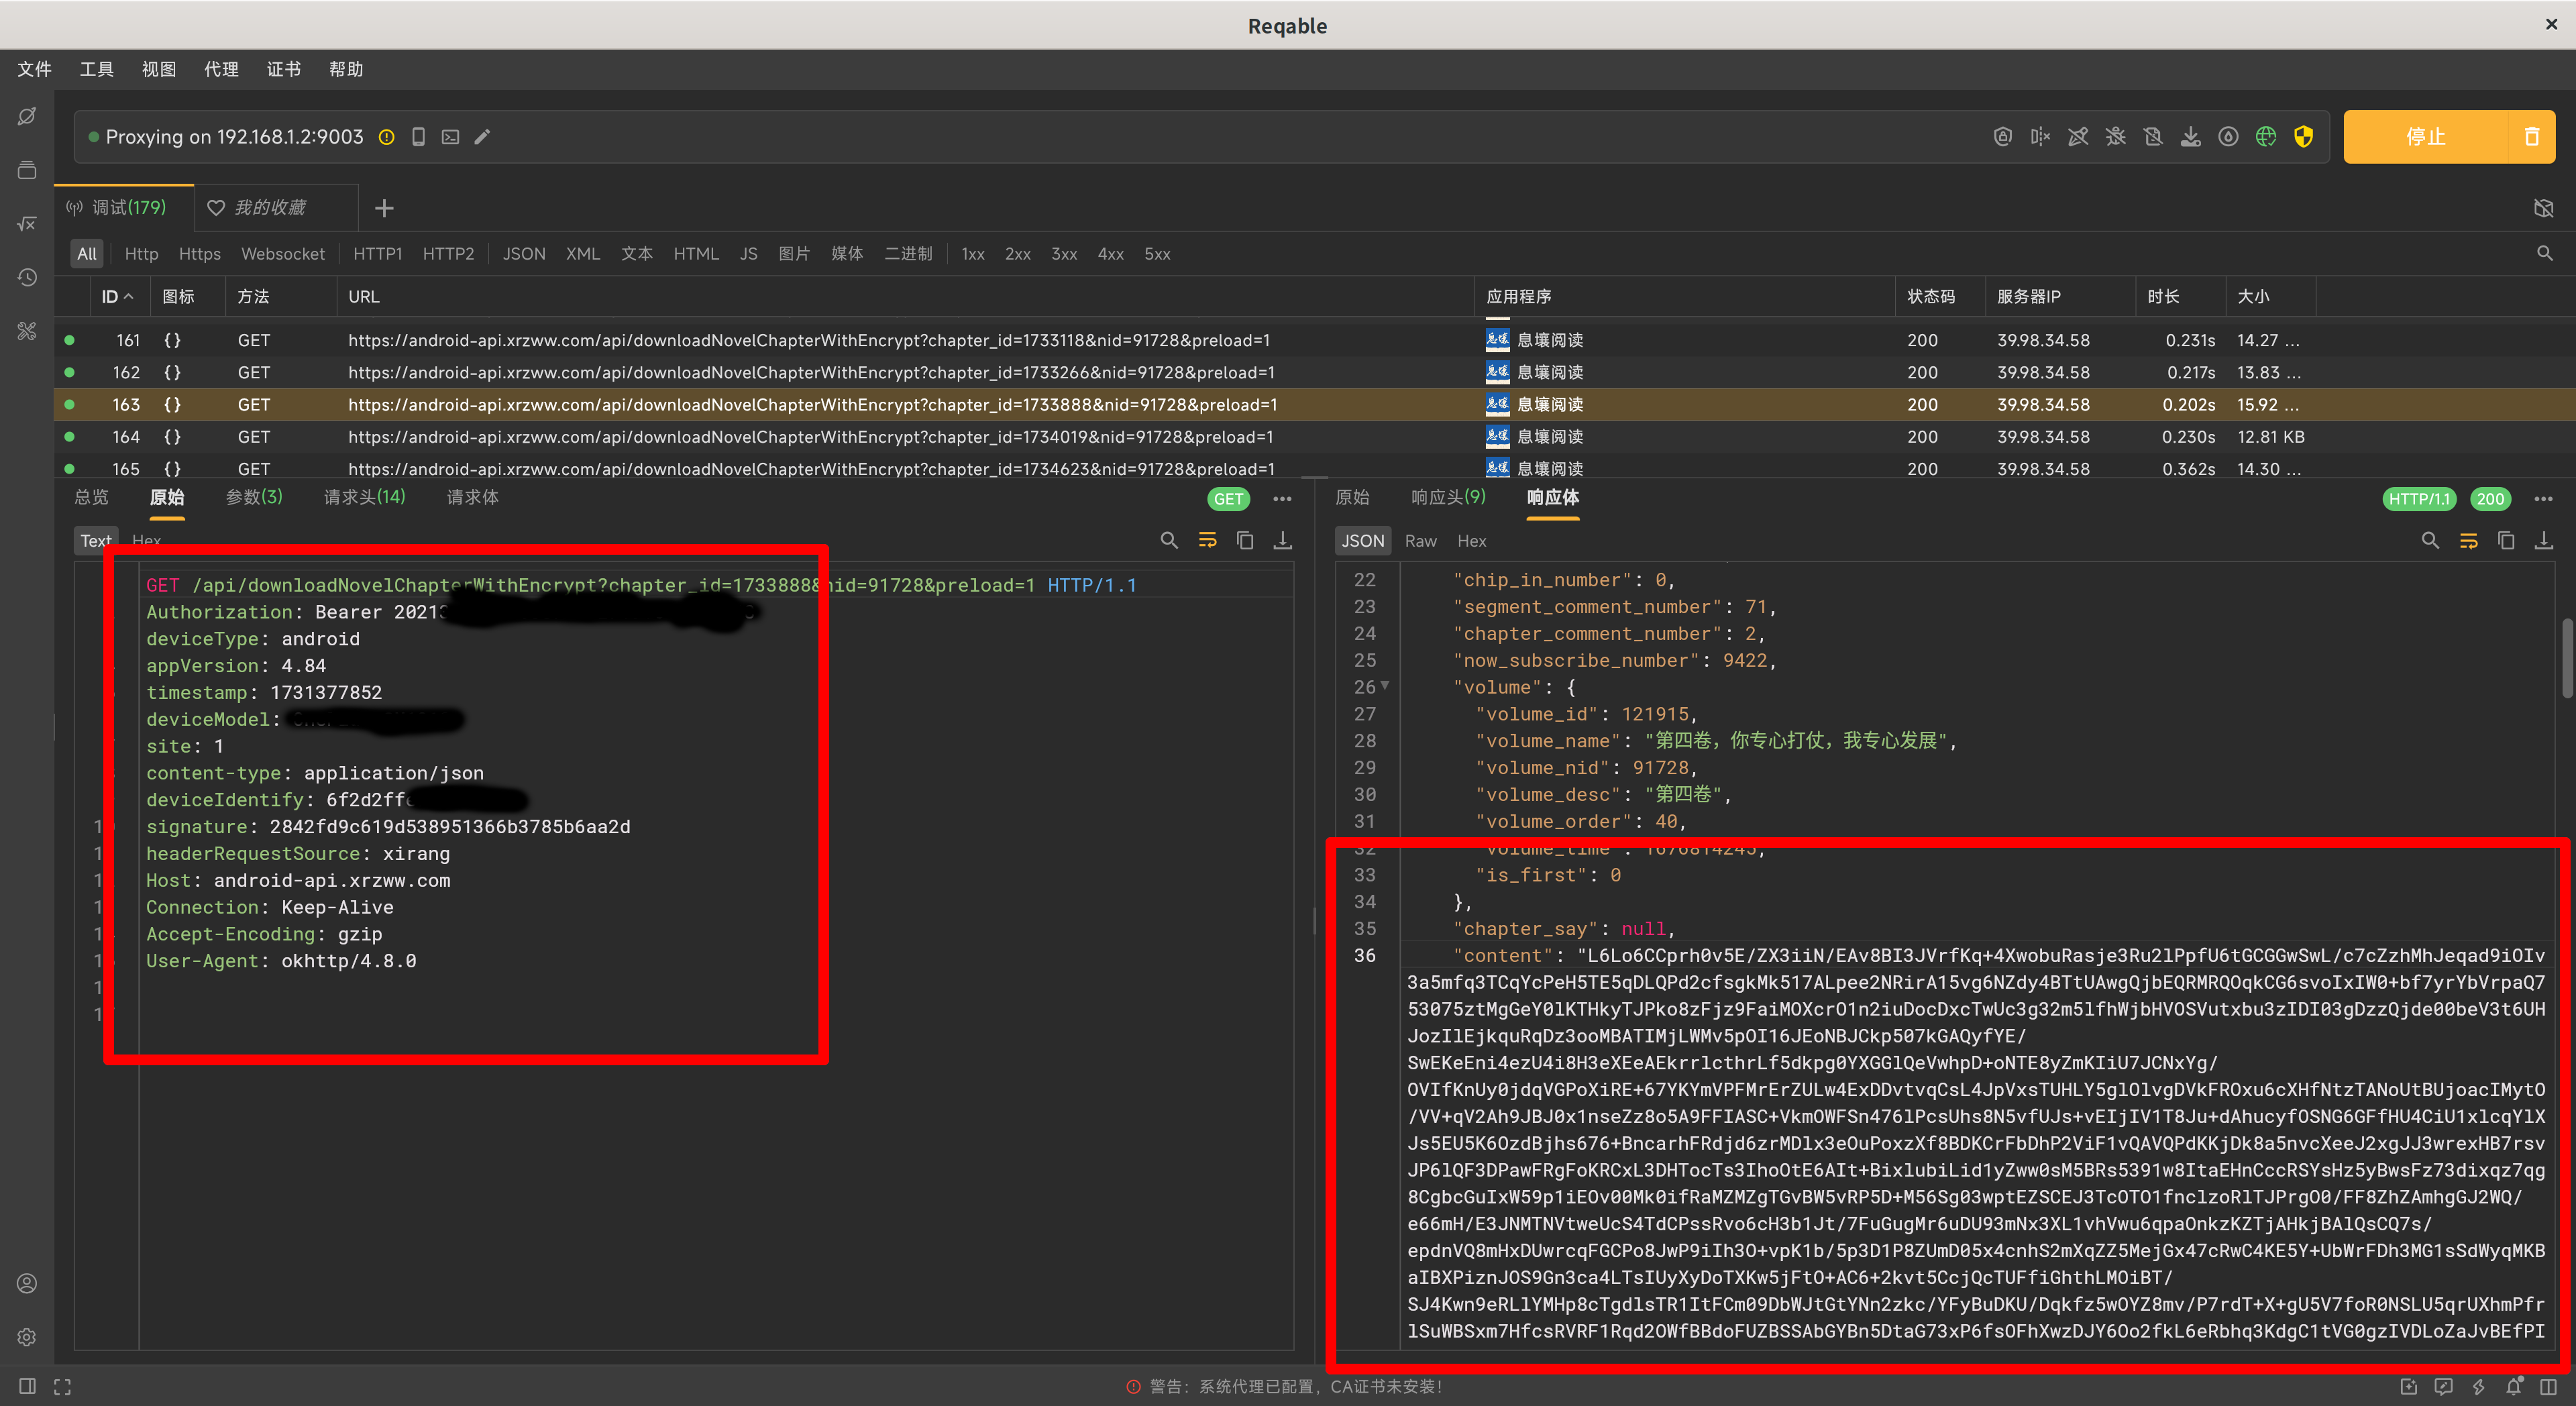 Reqable
文件 工具 视图 代理 证书 帮助
Proxying on 192.168.1.2:9003
停止
调试(179) 我的收藏
All Http Https Websocket HTTP1 HTTP2 JSON XML 文本 HTML JS 图片 媒体 二进制 1xx 2xx 3xx 4xx 5xx
ID 图标 方法 URL 应用程序 状态码 服务器IP 时长 大小
161 {} GET https://android-api.xrzww.com/api/downloadNovelChapterWithEncrypt?chapter_id=1733118&nid=91728&preload=1 息壤阅读 200 39.98.34.58 0.231s 14.27 ...
162 {} GET https://android-api.xrzww.com/api/downloadNovelChapterWithEncrypt?chapter_id=1733266&nid=91728&preload=1 息壤阅读 200 39.98.34.58 0.217s 13.83 ...
163 {} GET https://android-api.xrzww.com/api/downloadNovelChapterWithEncrypt?chapter_id=1733888&nid=91728&preload=1 息壤阅读 200 39.98.34.58 0.202s 15.92 ...
164 {} GET https://android-api.xrzww.com/api/downloadNovelChapterWithEncrypt?chapter_id=1734019&nid=91728&preload=1 息壤阅读 200 39.98.34.58 0.230s 12.81 KB
165 {} GET https://android-api.xrzww.com/api/downloadNovelChapterWithEncrypt?chapter_id=1734623&nid=91728&preload=1 息壤阅读 200 39.98.34.58 0.362s 14.30 ...
总览 原始 参数(3) 请求头(14) 请求体 GET
Text Hex
GET /api/downloadNovelChapterWithEncrypt?chapter_id=1733888&nid=91728&preload=1 HTTP/1.1
Authorization: Bearer 2021
deviceType: android
appVersion: 4.84
timestamp: 1731377852
deviceModel:
site: 1
content-type: application/json
deviceIdentify: 6f2d2ff
signature: 2842fd9c619d538951366b3785b6aa2d
headerRequestSource: xirang
Host: android-api.xrzww.com
Connection: Keep-Alive
Accept-Encoding: gzip
User-Agent: okhttp/4.8.0
原始 响应头(9) 响应体 HTTP/1.1 200
JSON Raw Hex
22 "chip_in_number": 0,
23 "segment_comment_number": 71,
24 "chapter_comment_number": 2,
25 "now_subscribe_number": 9422,
26 "volume": {
27 "volume_id": 121915,
28 "volume_name": "第四卷，你专心打仗，我专心发展",
29 "volume_nid": 91728,
30 "volume_desc": "第四卷",
31 "volume_order": 40,
32 "volume_time": 1676814245,
33 "is_first": 0
34 },
35 "chapter_say": null,
36 "content": "L6Lo6CCprh0v5E/ZX3iiN/EAv8BI3JVrfKq+4XwobuRasje3Ru2lPpfU6tGCGGwSwL/c7cZzhMhJeqad9iOIv
3a5mfq3TCqYcPeH5TE5qDLQPd2cfsgkMk517ALpee2NRirA15vg6NZdy4BTtUAwgQjbEQRMRQOqkCG6svoIxIW0+bf7yrYbVrpaQ7
53075ztMgGeY0lKTHkyTJPko8zFjz9FaiMOXcrO1n2iuDocDxcTwUc3g32m5lfhWjbHVOSVutxbu3zIDI03gDzzQjde00beV3t6UH
JozIlEjkquRqDz3ooMBATIMjLWMv5pOI16JEoNBJCkp507kGAQyfYE/
SwEKeEni4ezU4i8H3eXEeAEkrrlcthrLf5dkpg0YXGGlQeVwhpD+oNTE8yZmKIiU7JCNxYg/
OVIfKnUy0jdqVGPoXiRE+67YKYmVPFMrErZULw4ExDDvtvqCsL4JpVxsTUHLY5glOlvgDVkFROxu6cXHfNtzTANoUtBUjoacIMytO
/VV+qV2Ah9JBJ0x1nseZz8o5A9FFIASC+VkmOWFSn476lPcsUhs8N5vfUJs+vEIjIV1T8Ju+dAhucyfOSNG6GFfHU4CiU1xlcqYlX
Js5EU5K6OzdBjhs676+BncarhFRdjd6zrMDlx3eOuPoxzXf8BDKCrFbDhP2ViF1vQAVQPdKKjDk8a5nvcXeeJ2xgJJ3wrexHB7rsv
JP6lQF3DPawFRgFoKRCxL3DHTocTs3IhoOtE6AIt+BixlubiLid1yZww0sM5BRs5391w8ItaEHnCccRSYsHz5yBwsFz73dixqz7qg
8CgbcGuIxW59p1iEOv00Mk0ifRaMZMZgTGvBW5vRP5D+M56Sg03wptEZSCEJ3TcOTO1fnclzoRlTJPrgO0/FF8ZhZAmhgGJ2WQ/
e66mH/E3JNMTNVtweUcS4TdCPssRvo6cH3b1Jt/7FuGugMr6uDU93mNx3XL1vhVwu6qpaOnkzKZTjAHkjBAlQsCQ7s/
epdnVQ8mHxDUwrcqFGCPo8JwP9iIh3O+vpK1b/5p3D1P8ZUmD05x4cnhS2mXqZZ5MejGx47cRwC4KE5Y+UbWrFDh3MG1sSdWyqMKB
aIBXPiznJOS9Gn3ca4LTsIUyXyDoTXKw5jFtO+AC6+2kvt5CcjQcTUFfiGhthLMOiBT/
SJ4Kwn9eRLlYMHp8cTgdlsTR1ItFCm09DbWJtGtYNn2zkc/YFyBuDKU/Dqkfz5wOYZ8mv/P7rdT+X+gU5V7foR0NSLU5qrUXhmPfr
lSuWBSxm7HfcsRVRF1Rqd2OWfBBdoFUZBSSAbGYBn5DtaG73xP6fsOFhXwzDJY6Oo2fkL6eRbhq3KdgC1tVG0gzIVDLoZaJvBEfPI
警告：系统代理已配置，CA证书未安装！